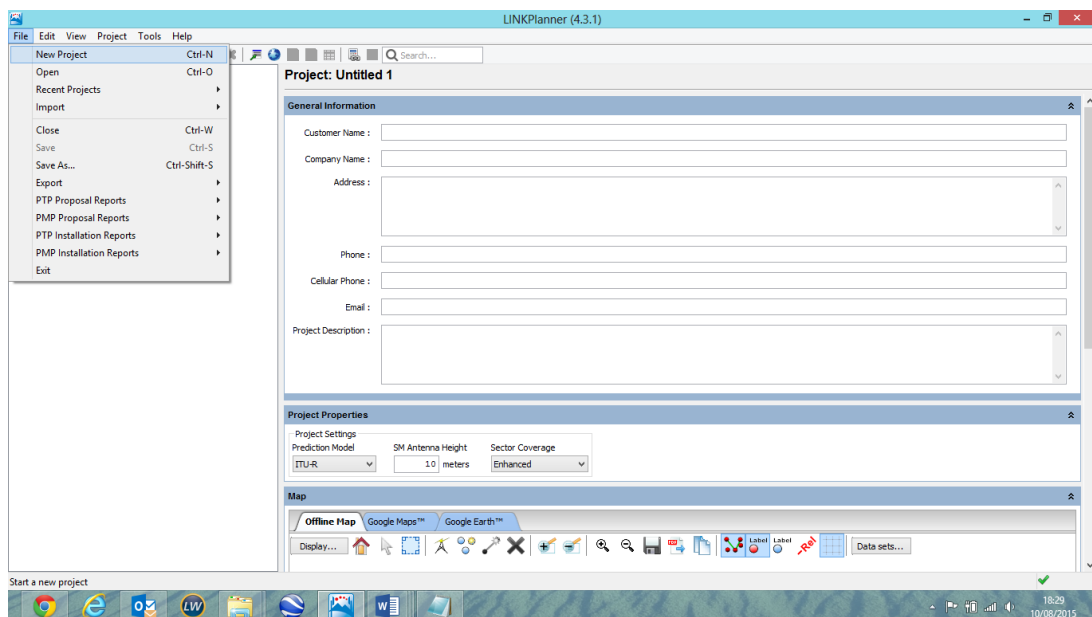 LINKPlanner (4.3.1)
File Edit View Project Tools Help
New Project Ctrl-N
Open Ctrl-O
Recent Projects
Import
Close Ctrl-W
Save Ctrl-S
Save As... Ctrl-Shift-S
Export
PTP Proposal Reports
PMP Proposal Reports
PTP Installation Reports
PMP Installation Reports
Exit
Search...
Project: Untitled 1
General Information
Customer Name :
Company Name :
Address :
Phone :
Cellular Phone :
Email :
Project Description :
Project Properties
Project Settings
Prediction Model SM Antenna Height Sector Coverage
ITU-R 10 meters Enhanced
Map
Offline Map Google Maps™ Google Earth™
Display... PDF Label Label -Rel Data sets...
Start a new project
LW
18:29
10/08/2015